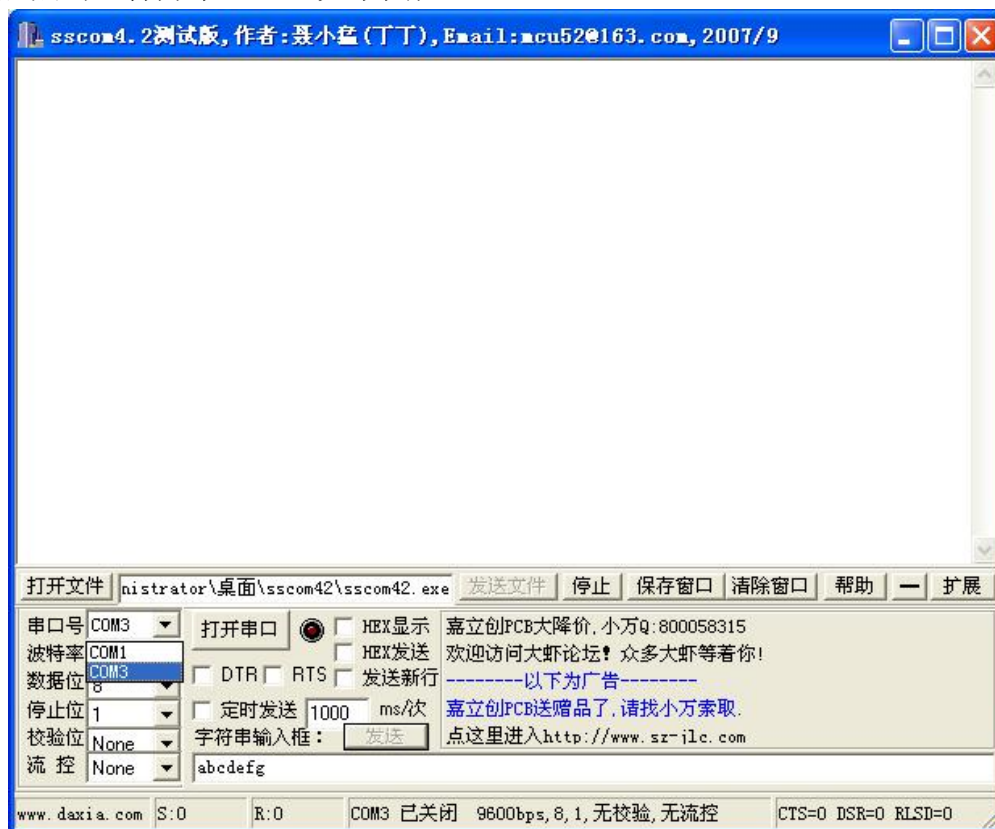 sscom4.2测试版,作者:聂小猛(丁丁),Email:mcu52@163.com,2007/9
打开文件 nistrator\桌面\sscom42\sscom42.exe 发送文件 停止 保存窗口 清除窗口 帮助 — 扩展
串口号 COM3 打开串口 HEX显示 嘉立创PCB大降价,小万Q:800058315
波特率 COM1 HEX发送 欢迎访问大虾论坛! 众多大虾等着你!
数据位 COM3 8 DTR RTS 发送新行 --------以下为广告--------
停止位 1 定时发送 1000 ms/次 嘉立创PCB送赠品了,请找小万索取.
校验位 None 字符串输入框: 发送 点这里进入http://www.sz-jlc.com
流 控 None abcdefg
www.daxia.com S:0 R:0 COM3 已关闭 9600bps,8,1,无校验,无流控 CTS=0 DSR=0 RLSD=0